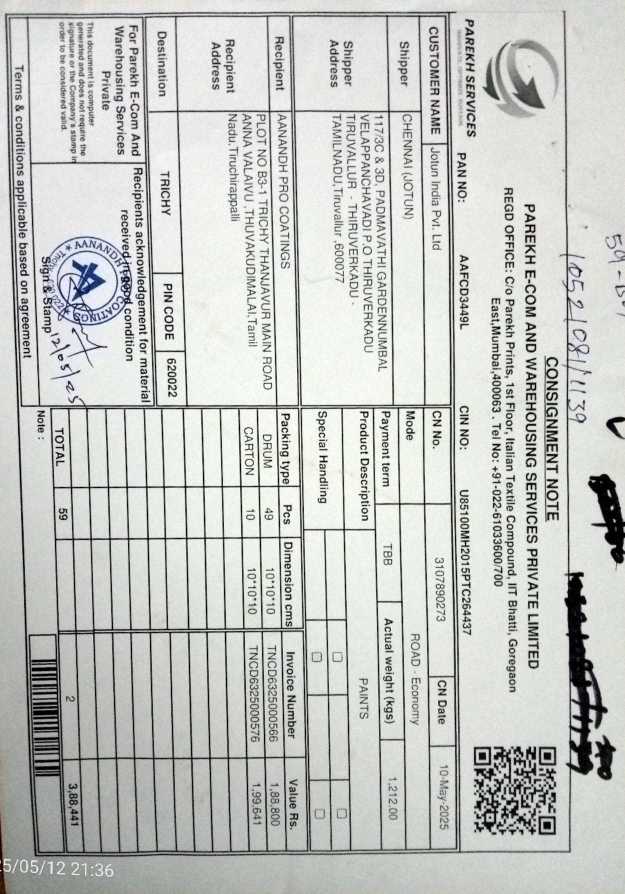 59-
1052/081/1139
CONSIGNMENT NOTE
PAREKH E-COM AND WAREHOUSING SERVICES PRIVATE LIMITED
REGD OFFICE: C/o Parekh Prints, 1st Floor, Italian Textile Compound, IIT Bhatti, Goregaon
East,Mumbai,400063 . Tel No: +91-022-61033600/700
PAREKH SERVICES
PAN NO: AAFCD3449L CIN NO: U85100MH2015PTC264437
CUSTOMER NAME Jotun India Pvt. Ltd CN No. 3107890273 CN Date 10-May-2025
Shipper CHENNAI (JOTUN) Mode ROAD - Economy
Shipper Address
117/3C & 3D, PADMAVATHI GARDENNUMBAL
VELAPPANCHAVADI P.O THIRUVERKADU
TIRUVALLUR - THIRUVERKADU -
TAMILNADU,Tiruvallur ,600077
Payment term TBB Actual weight (kgs) 1,212.00
Product Description PAINTS
Special Handling
Recipient AANANDH PRO COATINGS
Recipient Address
PLOT NO B3-1 TRICHY THANJAVUR MAIN ROAD
ANNA VALAIVU ,THUVAKUDIMALAI,Tamil
Nadu,Tiruchirappalli
Packing type Pcs Dimension cms Invoice Number Value Rs.
DRUM 49 10*10*10 TNCD6325000566 1,88,800
CARTON 10 10*10*10 TNCD6325000576 1,99,641
Destination TRICHY PIN CODE 620022
For Parekh E-Com And
Warehousing Services
Private
This document is computer
generated and does not require the
signature or the Company's stamp in
order to be considered valid.
Recipients acknowledgement for material
received in good condition
AANANDH COATINGS
12/05/25
Sign & Stamp
TOTAL 59 2 3,88,441
Note :
Terms & conditions applicable based on agreement
25/05/12 21:36